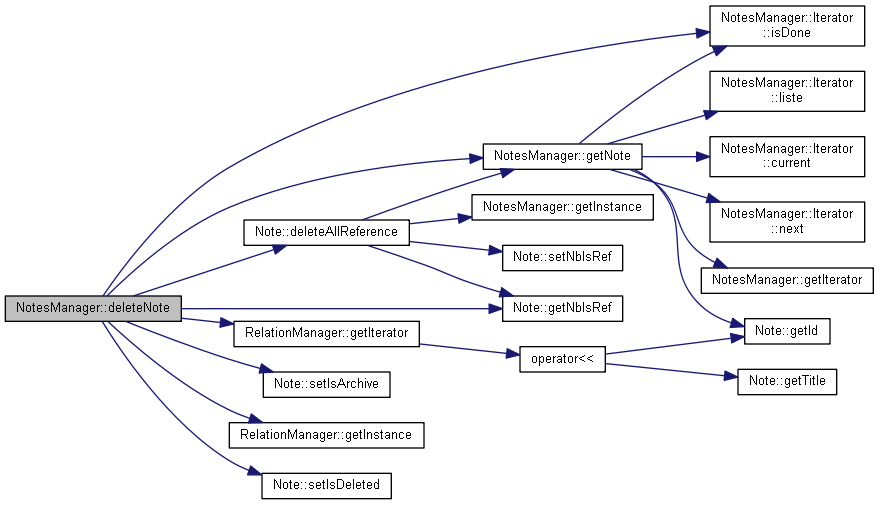 NotesManager::Iterator
::isDone
NotesManager::Iterator
::liste
NotesManager::getNote
NotesManager::Iterator
::current
NotesManager::getInstance
NotesManager::Iterator
::next
Note::deleteAllReference
Note::setNbIsRef
NotesManager::getIterator
NotesManager::deleteNote
Note::getNbIsRef
RelationManager::getIterator
Note::getId
operator<<
Note::setIsArchive
Note::getTitle
RelationManager::getInstance
Note::setIsDeleted